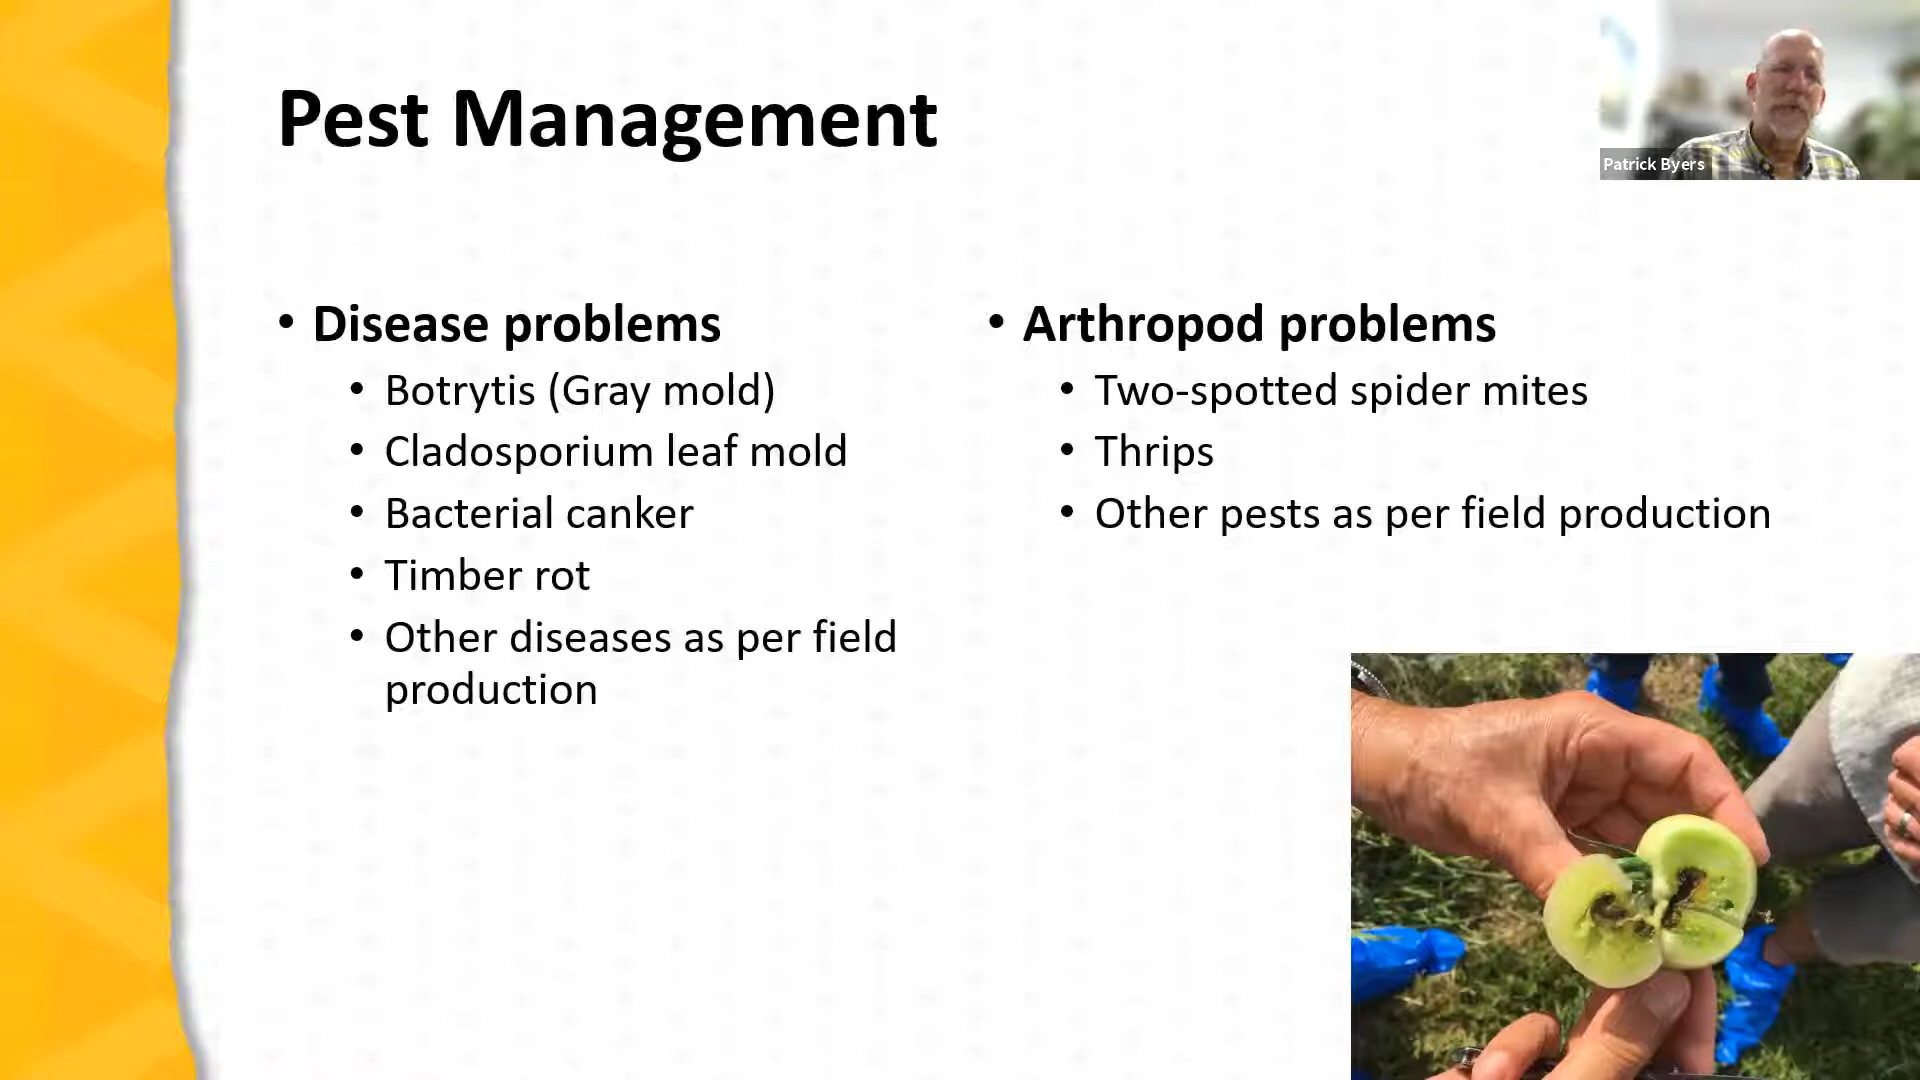 Pest Management
Patrick Byers
• Disease problems
• Botrytis (Gray mold)
• Cladosporium leaf mold
• Bacterial canker
• Timber rot
• Other diseases as per field
production
• Arthropod problems
• Two-spotted spider mites
• Thrips
• Other pests as per field production